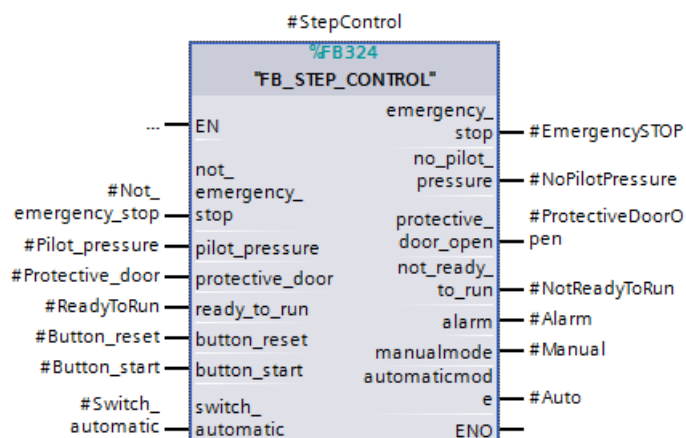 #StepControl
%FB324
"FB_STEP_CONTROL"
... EN
emergency_
stop #EmergencySTOP
no_pilot_
pressure #NoPilotPressure
#Not_
emergency_stop
not_
emergency_
stop
protective_
door_open
#ProtectiveDoorO
pen
#Pilot_pressure pilot_pressure
#Protective_door protective_door
not_ready_
to_run #NotReadyToRun
#ReadyToRun ready_to_run
alarm #Alarm
#Button_reset button_reset
manualmode #Manual
#Button_start button_start
automaticmod
e #Auto
#Switch_
automatic
switch_
automatic
ENO